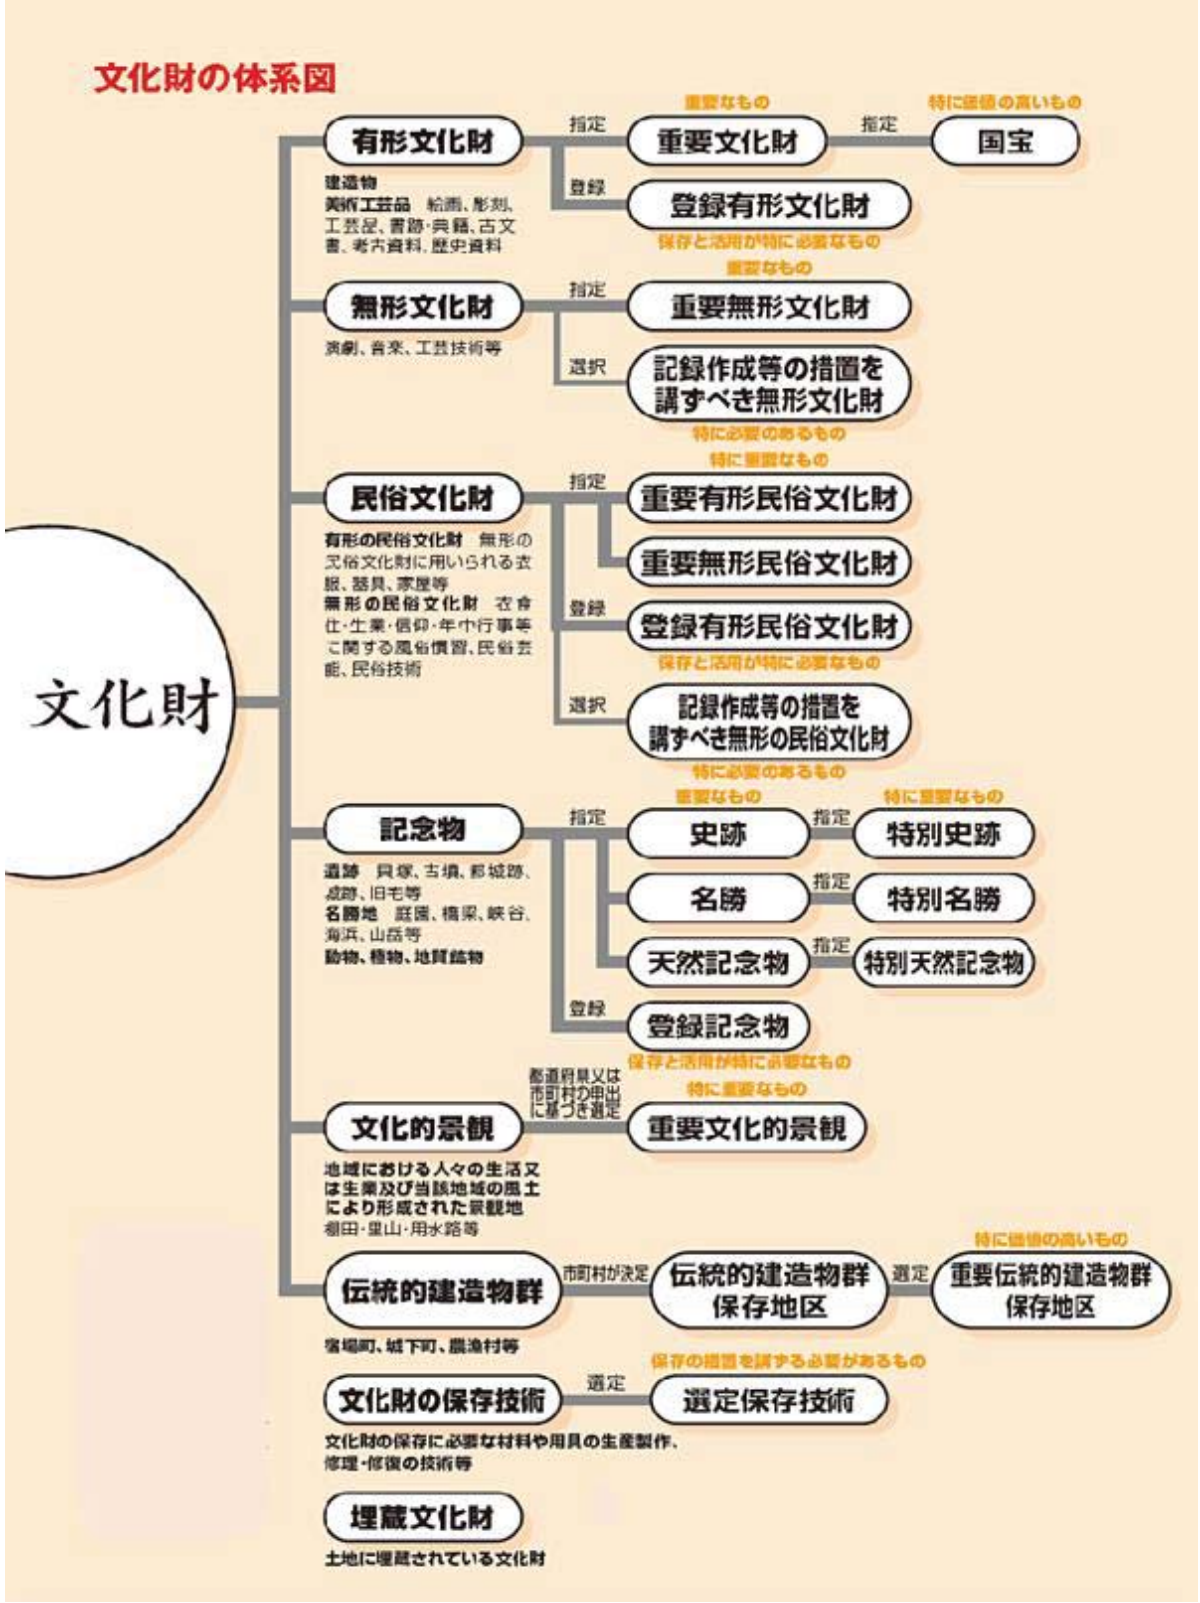 文化財の体系図
重要なもの
特に価値の高いもの
有形文化財
指定
重要文化財
指定
国宝
建造物
美術工芸品 絵画、彫刻、
工芸品、書跡・典籍、古文
書、考古資料、歴史資料
登録
登録有形文化財
保存と活用が特に必要なもの
重要なもの
無形文化財
指定
重要無形文化財
演劇、音楽、工芸技術等
選択
記録作成等の措置を
講ずべき無形文化財
特に必要のあるもの
特に重要なもの
民俗文化財
指定
重要有形民俗文化財
有形の民俗文化財 無形の
民俗文化財に用いられる衣
服、器具、家屋等
無形の民俗文化財 衣食
住・生業・信仰・年中行事等
に関する風俗慣習、民俗芸
能、民俗技術
重要無形民俗文化財
登録
登録有形民俗文化財
保存と活用が特に必要なもの
選択
記録作成等の措置を
講ずべき無形の民俗文化財
特に必要のあるもの
文化財
重要なもの
特に重要なもの
記念物
指定
史跡
指定
特別史跡
遺跡 貝塚、古墳、都城跡、
城跡、旧宅等
名勝地 庭園、橋梁、峡谷、
海浜、山岳等
動物、植物、地質鉱物
名勝
指定
特別名勝
天然記念物
指定
特別天然記念物
登録
登録記念物
保存と活用が特に必要なもの
都道府県又は
市町村の申出
に基づき選定
特に重要なもの
文化的景観
重要文化的景観
地域における人々の生活又
は生業及び当該地域の風土
により形成された景観地
棚田・里山・用水路等
特に価値の高いもの
伝統的建造物群
市町村が決定
伝統的建造物群
保存地区
選定
重要伝統的建造物群
保存地区
宿場町、城下町、農漁村等
保存の措置を講ずる必要があるもの
文化財の保存技術
選定
選定保存技術
文化財の保存に必要な材料や用具の生産製作、
修理・修復の技術等
埋蔵文化財
土地に埋蔵されている文化財